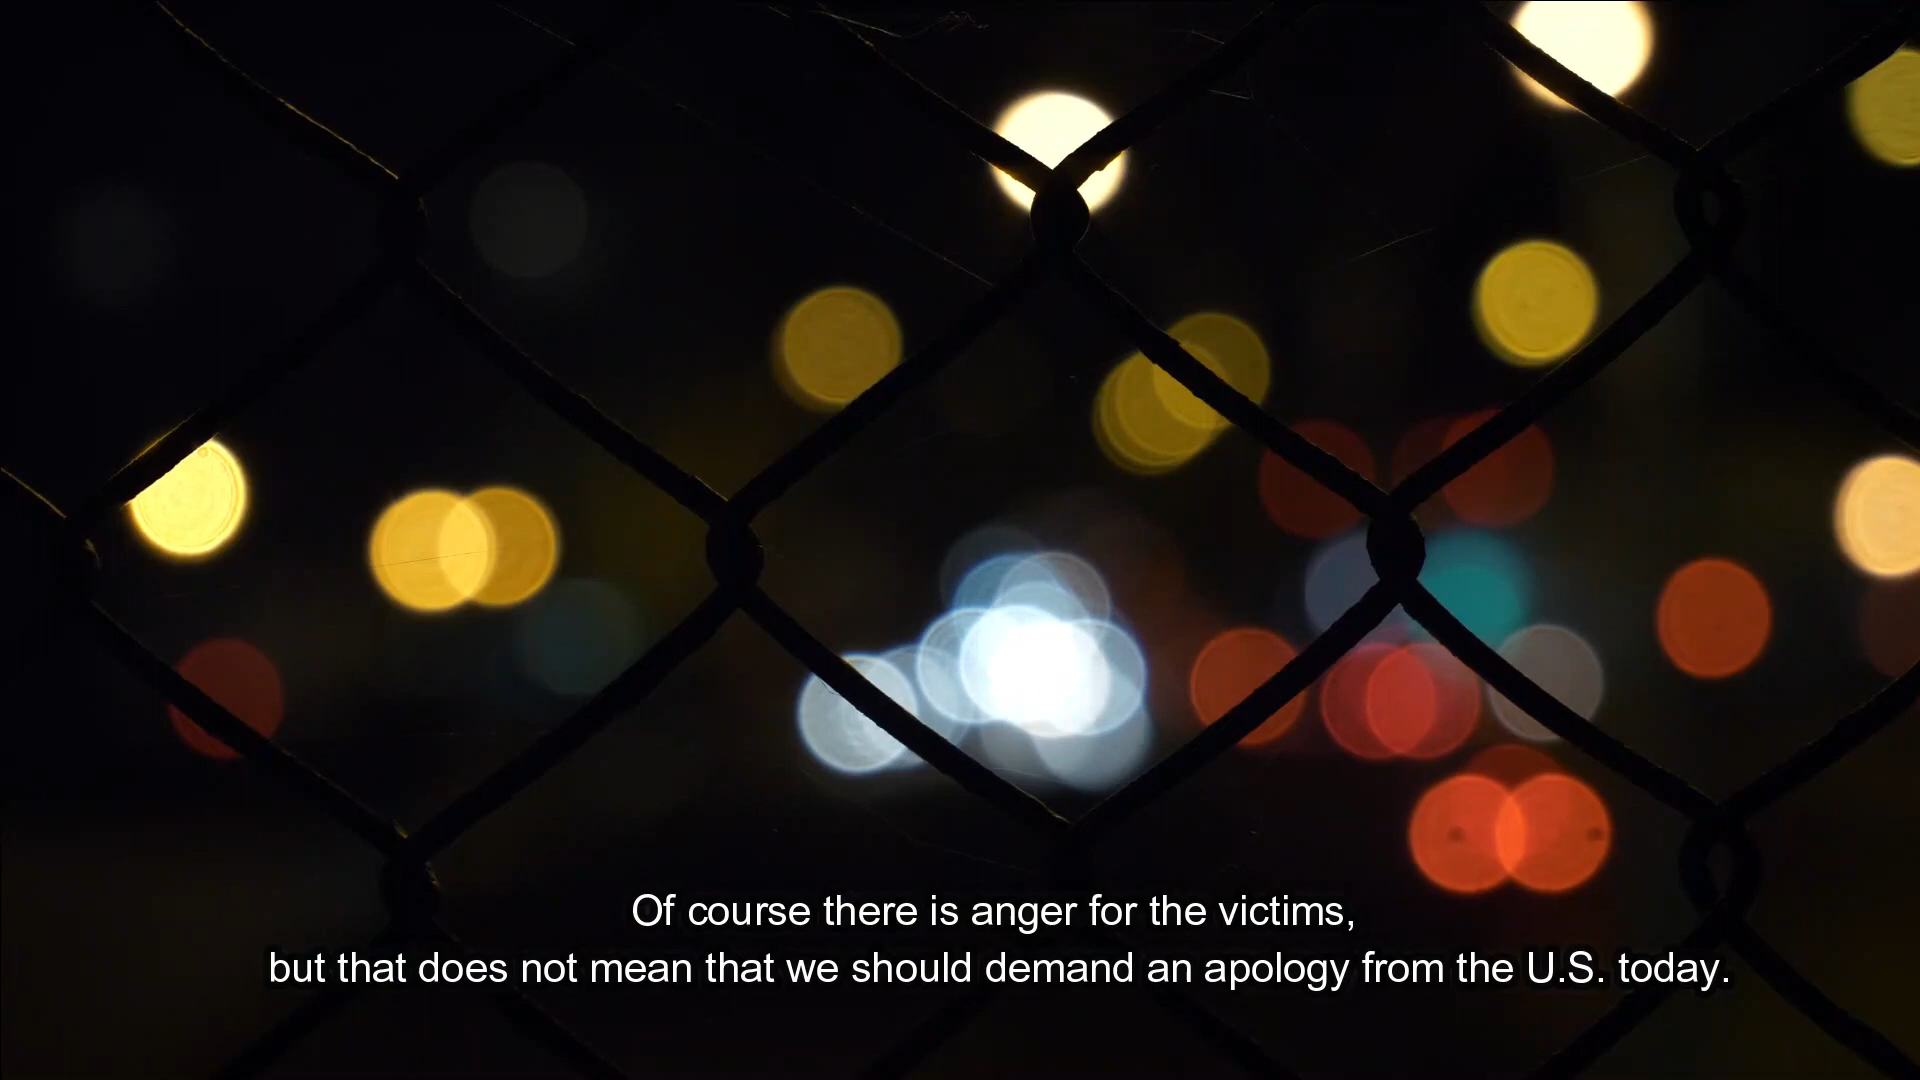 Of course there is anger for the victims,
but that does not mean that we should demand an apology from the U.S. today.